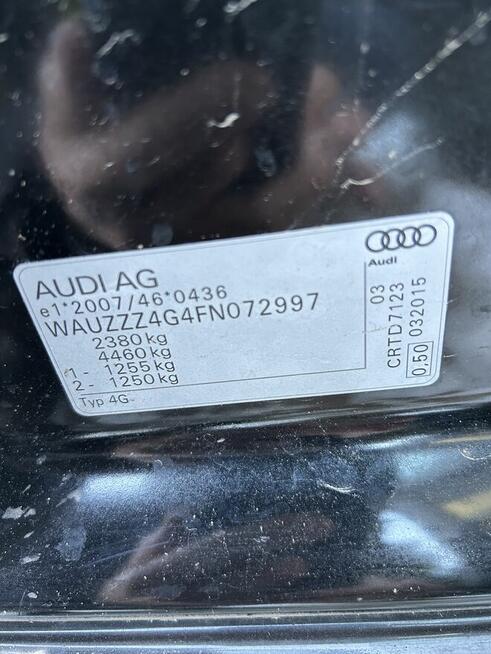 AUDI AG
e1*2007/46*0436
WAUZZZ4G4FN072997
2380 kg
4460 kg
1 - 1255 kg
2 - 1250 kg
Typ 4G
Audi
03
CRTD7123
0,50 032015